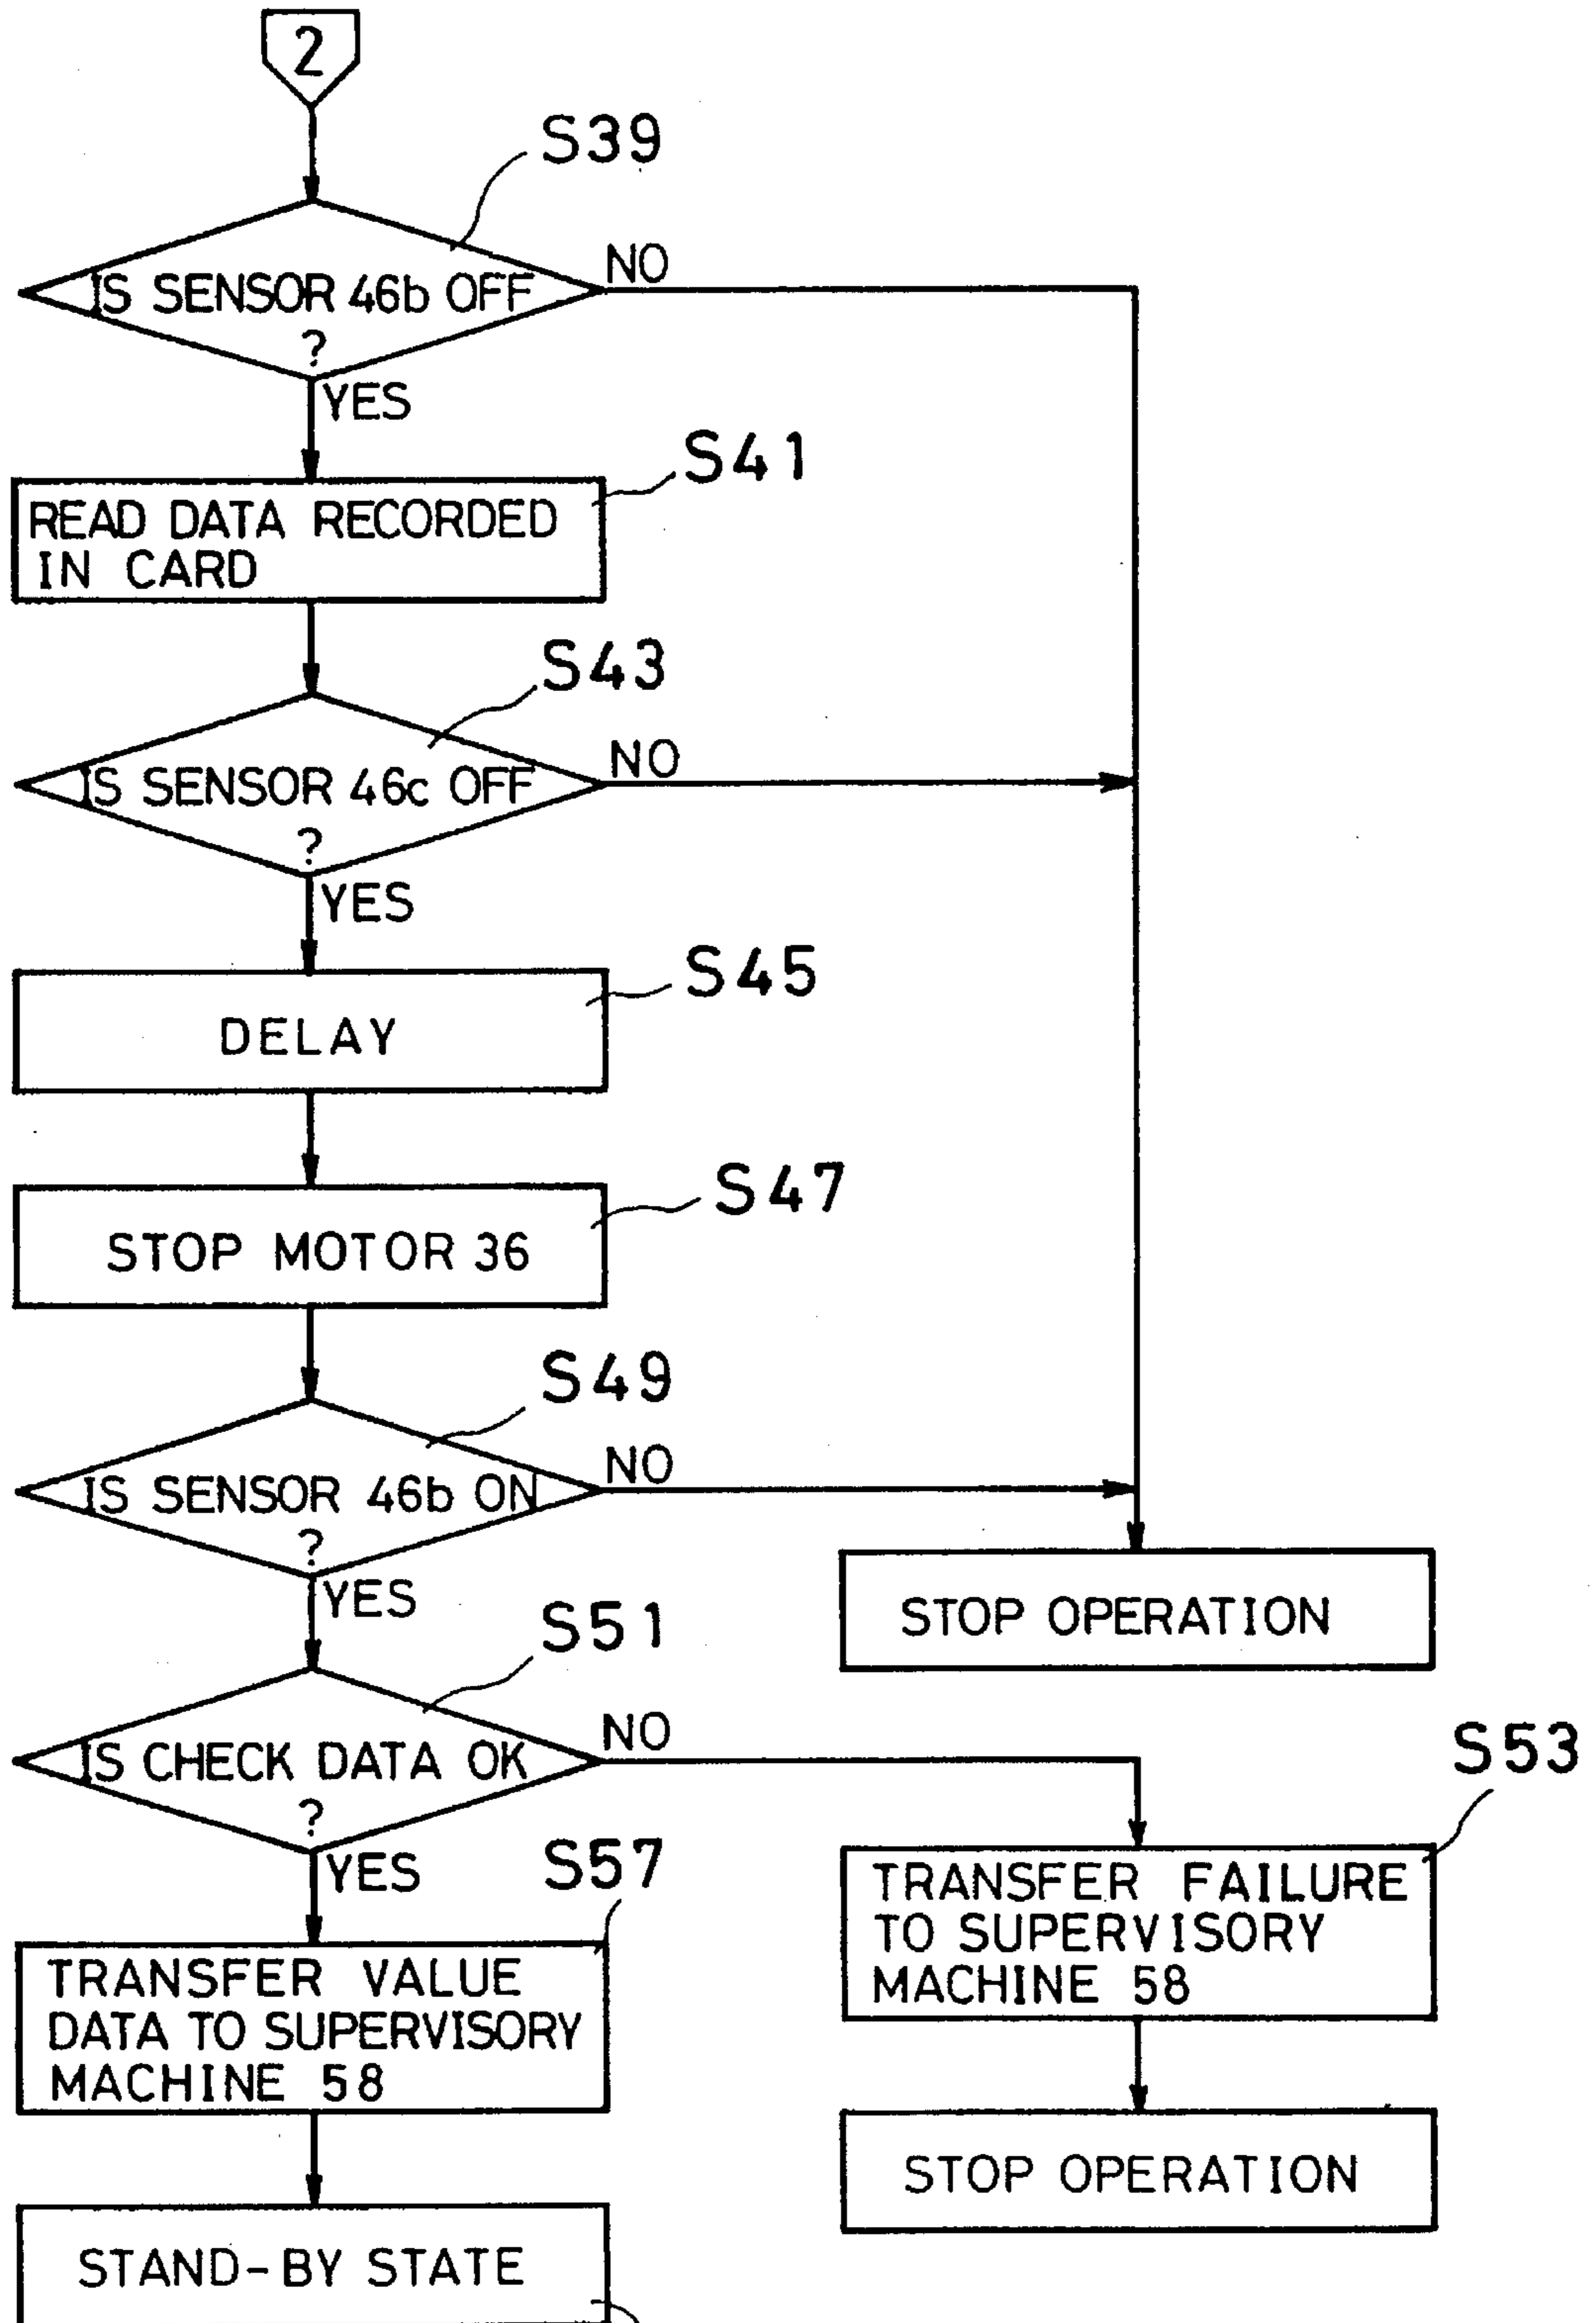 2
S39
IS SENSOR 46b OFF
?
NO
YES
S41
READ DATA RECORDED
IN CARD
S43
IS SENSOR 46c OFF
?
NO
YES
S45
DELAY
S47
STOP MOTOR 36
S49
IS SENSOR 46b ON
?
NO
YES
STOP OPERATION
S51
IS CHECK DATA OK
?
NO
YES
S53
TRANSFER FAILURE
TO SUPERVISORY
MACHINE 58
STOP OPERATION
S57
TRANSFER VALUE
DATA TO SUPERVISORY
MACHINE 58
STAND-BY STATE